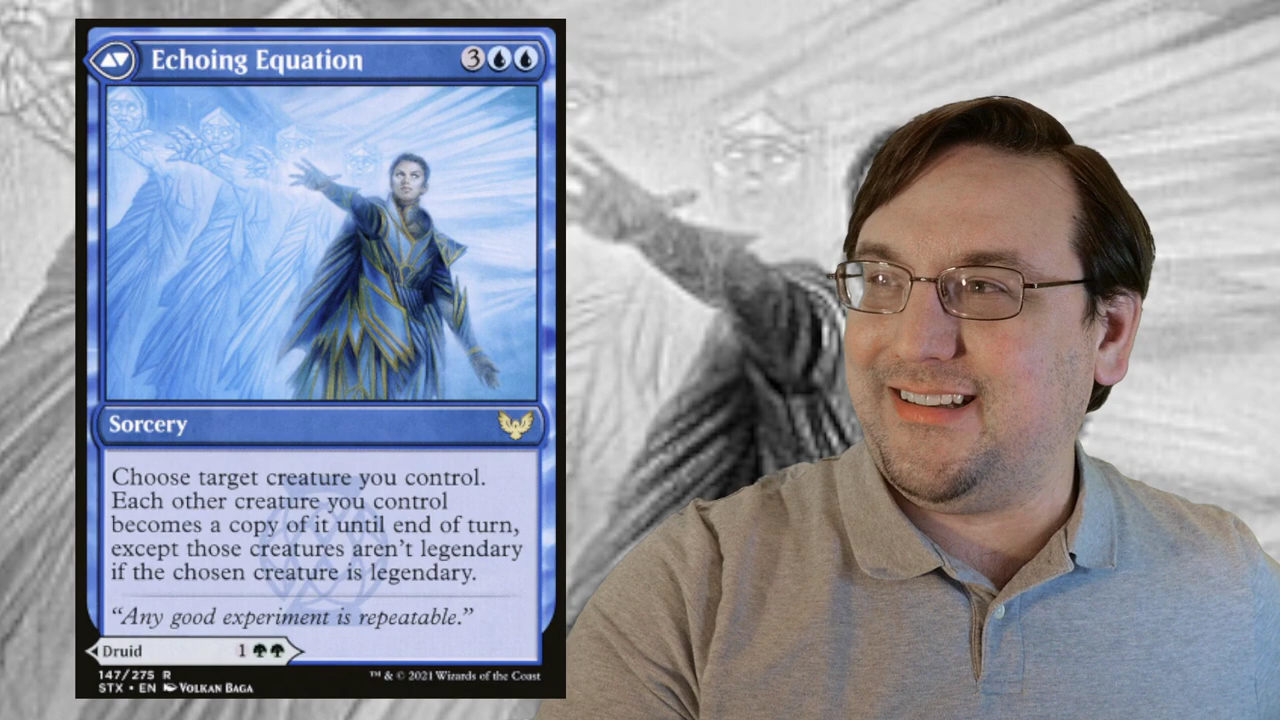 Echoing Equation 3
Sorcery
Choose target creature you control.
Each other creature you control
becomes a copy of it until end of turn,
except those creatures aren't legendary
if the chosen creature is legendary.
"Any good experiment is repeatable."
Druid 1
147/275 R
STX • EN VOLKAN BAGA
™ & © 2021 Wizards of the Coast